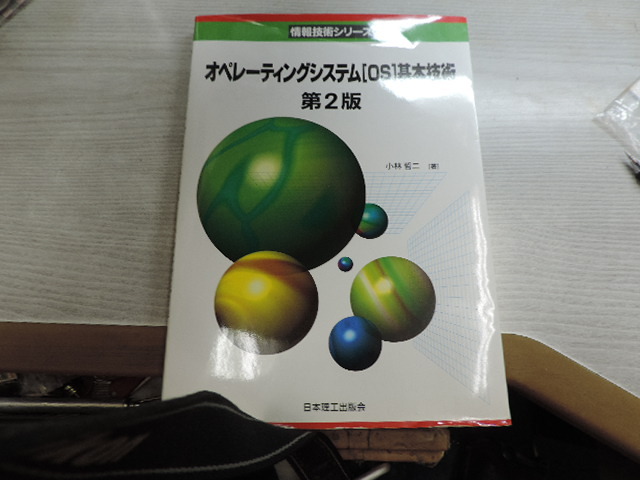 情報技術シリーズ
オペレーティングシステム[OS]基本技術
第2版
小林 哲二 [著]
日本理工出版会